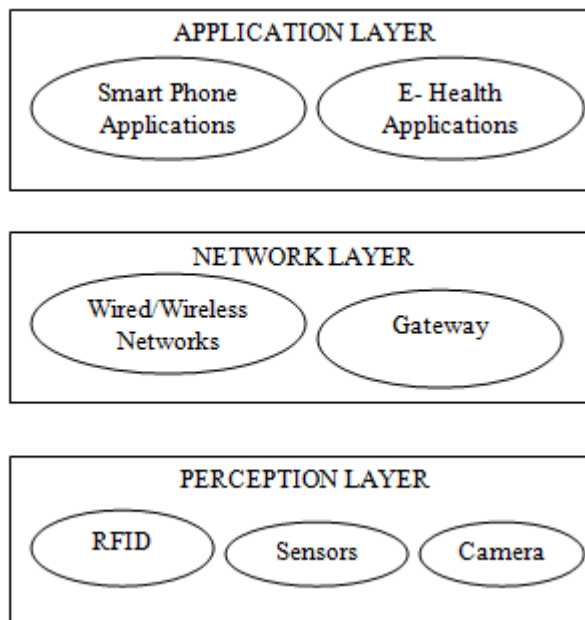 APPLICATION LAYER
Smart Phone
Applications
E- Health
Applications
NETWORK LAYER
Wired/Wireless
Networks
Gateway
PERCEPTION LAYER
RFID
Sensors
Camera